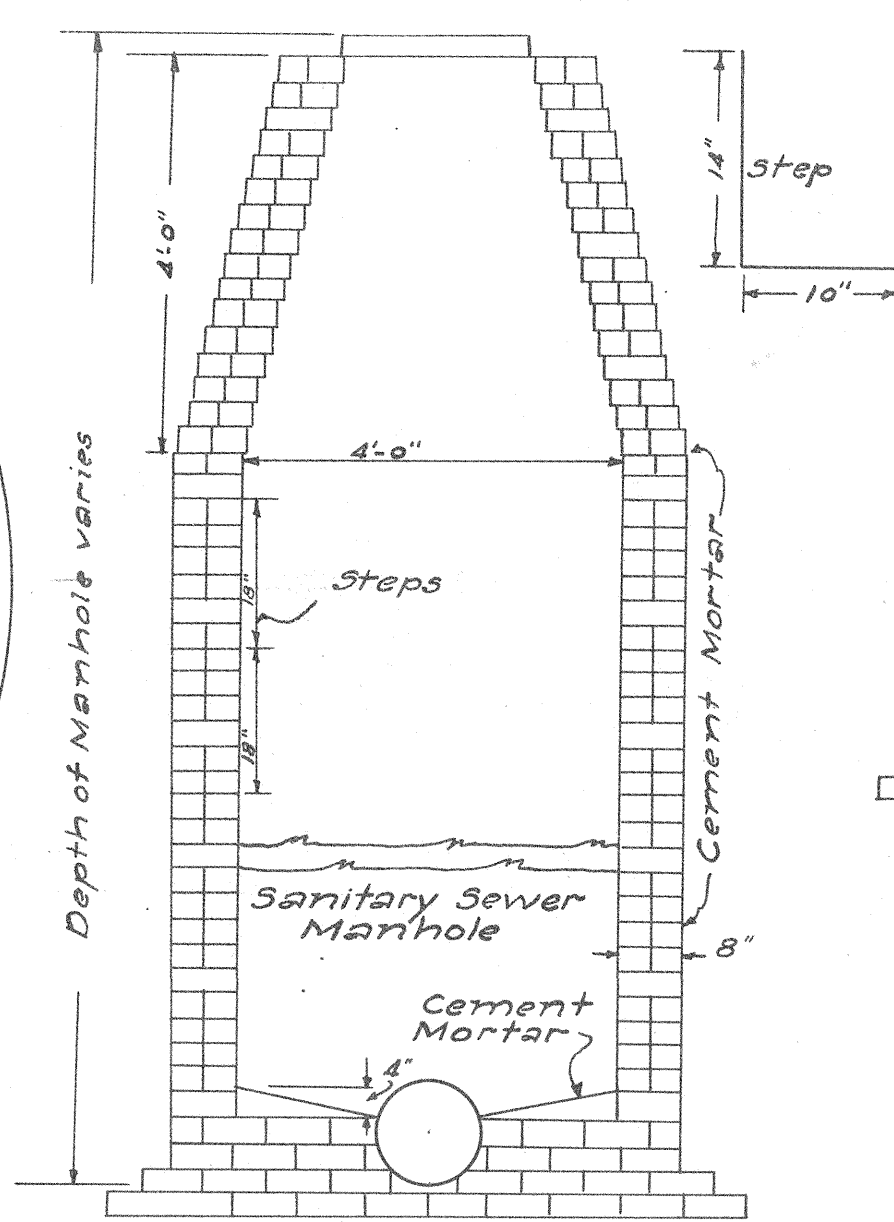 14"
step
10"
4'-0"
4'-0"
18"
Steps
18"
Depth of Manhole varies
Cement Mortar
Sanitary Sewer
Manhole
8"
Cement
Mortar
4"